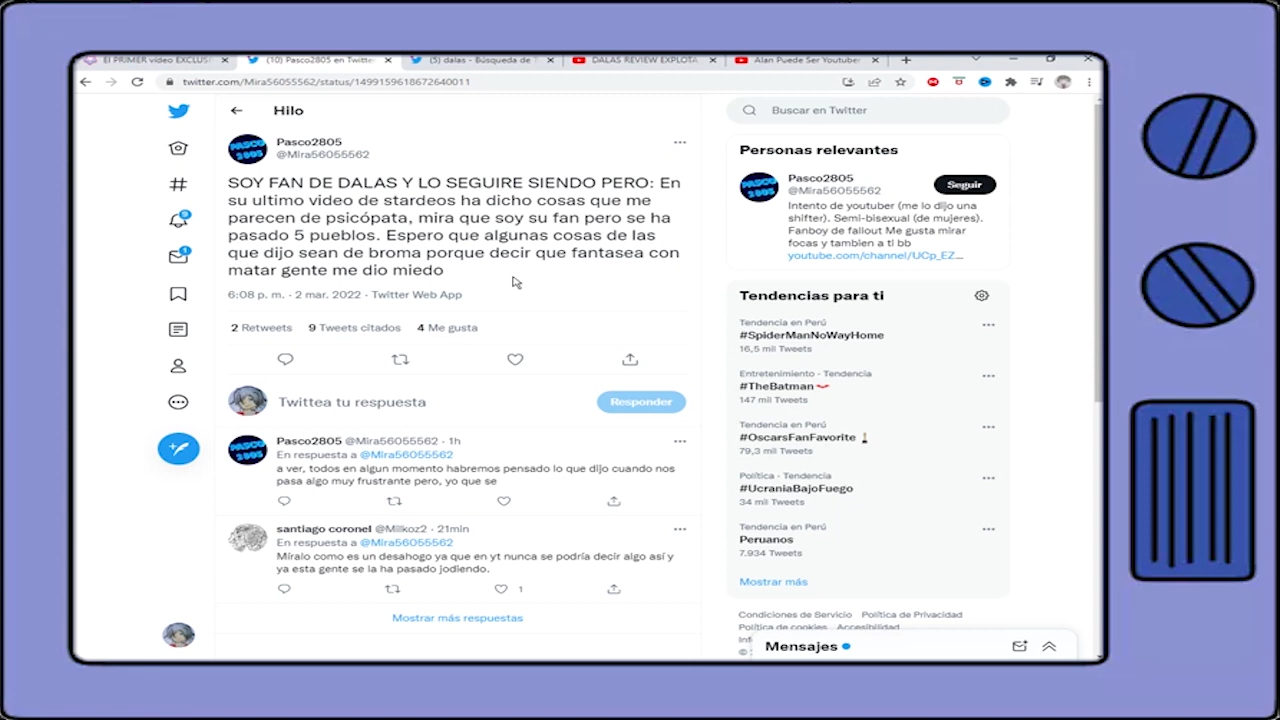 El PRIMER vídeo EXCLUS
(10) Pasco2805 en Twitter
(5) dalas - Búsqueda de T
DALAS REVIEW EXPLOTA
Alan Puede Ser Youtuber
twitter.com/Mira56055562/status/1499159618672640011
Hilo
Pasco2805
@Mira56055562
SOY FAN DE DALAS Y LO SEGUIRE SIENDO PERO: En
su ultimo video de stardeos ha dicho cosas que me
parecen de psicópata, mira que soy su fan pero se ha
pasado 5 pueblos. Espero que algunas cosas de las
que dijo sean de broma porque decir que fantasea con
matar gente me dio miedo
6:08 p. m. · 2 mar. 2022 · Twitter Web App
2 Retweets 9 Tweets citados 4 Me gusta
Twittea tu respuesta
Responder
Pasco2805 @Mira56055562 · 1h
En respuesta a @Mira56055562
a ver, todos en algun momento habremos pensado lo que dijo cuando nos
pasa algo muy frustrante pero, yo que se
santiago coronel @Milkoz2 · 21min
En respuesta a @Mira56055562
Míralo como es un desahogo ya que en yt nunca se podría decir algo así y
ya esta gente se la ha pasado jodiendo.
1
Mostrar más respuestas
Buscar en Twitter
Personas relevantes
PASCO
2805
Pasco2805
@Mira56055562
Seguir
Intento de youtuber (me lo dijo una
shifter). Semi-bisexual (de mujeres).
Fanboy de fallout Me gusta mirar
focas y tambien a ti bb
youtube.com/channel/UCp_EZ...
Tendencias para ti
Tendencia en Perú
#SpiderManNoWayHome
16,5 mil Tweets
Entretenimiento · Tendencia
#TheBatman
147 mil Tweets
Tendencia en Perú
#OscarsFanFavorite
79,3 mil Tweets
Política · Tendencia
#UcraniaBajoFuego
34 mil Tweets
Tendencia en Perú
Peruanos
7.934 Tweets
Mostrar más
Condiciones de Servicio Política de Privacidad
Política de cookies Accesibilidad
Mensajes